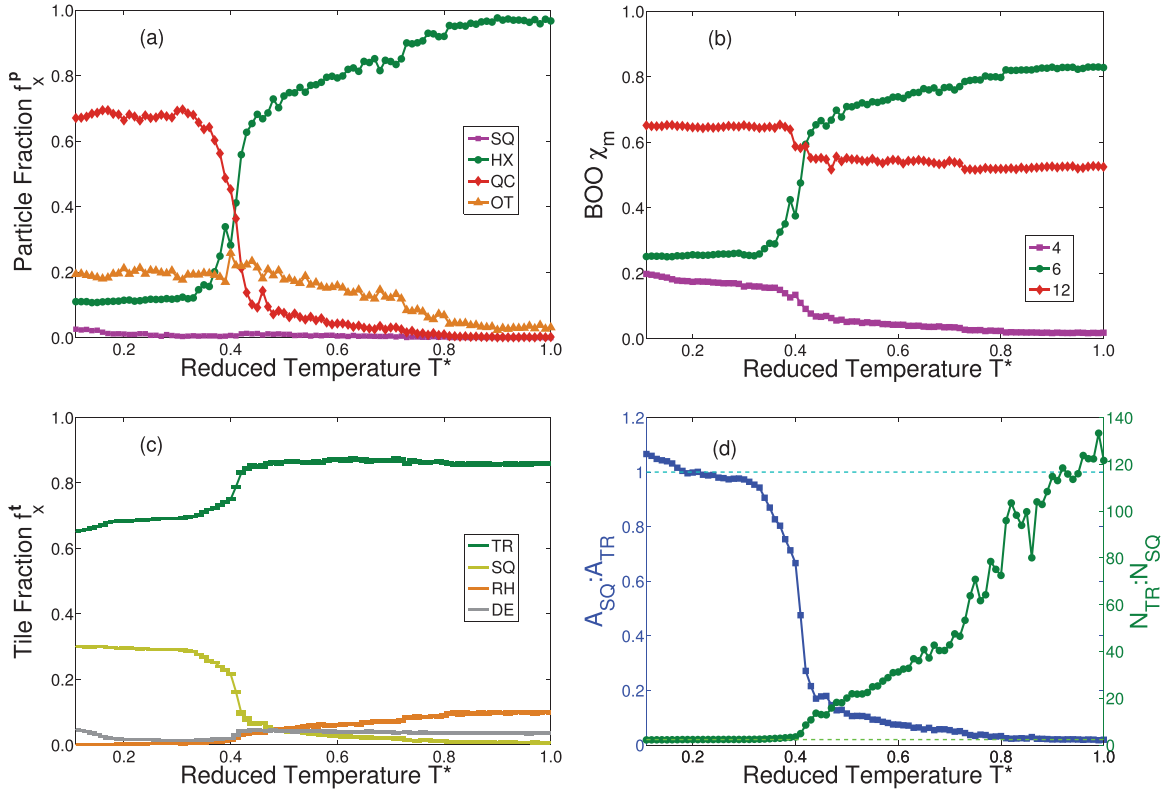 (a)
Particle Fraction f_x^p
1.0
0.8
0.6
0.4
0.2
0.0
SQ
HX
QC
OT
0.2 0.4 0.6 0.8 1.0
Reduced Temperature T*
(b)
BOO χ_m
1.0
0.8
0.6
0.4
0.2
0.0
4
6
12
0.2 0.4 0.6 0.8 1.0
Reduced Temperature T*
(c)
Tile Fraction f_x^t
1.0
0.8
0.6
0.4
0.2
0.0
TR
SQ
RH
DE
0.2 0.4 0.6 0.8 1.0
Reduced Temperature T*
(d)
A_SQ:A_TR
1.2
1
0.8
0.6
0.4
0.2
0
N_TR:N_SQ
140
120
100
80
60
40
20
0
0.2 0.4 0.6 0.8 1.0
Reduced Temperature T*